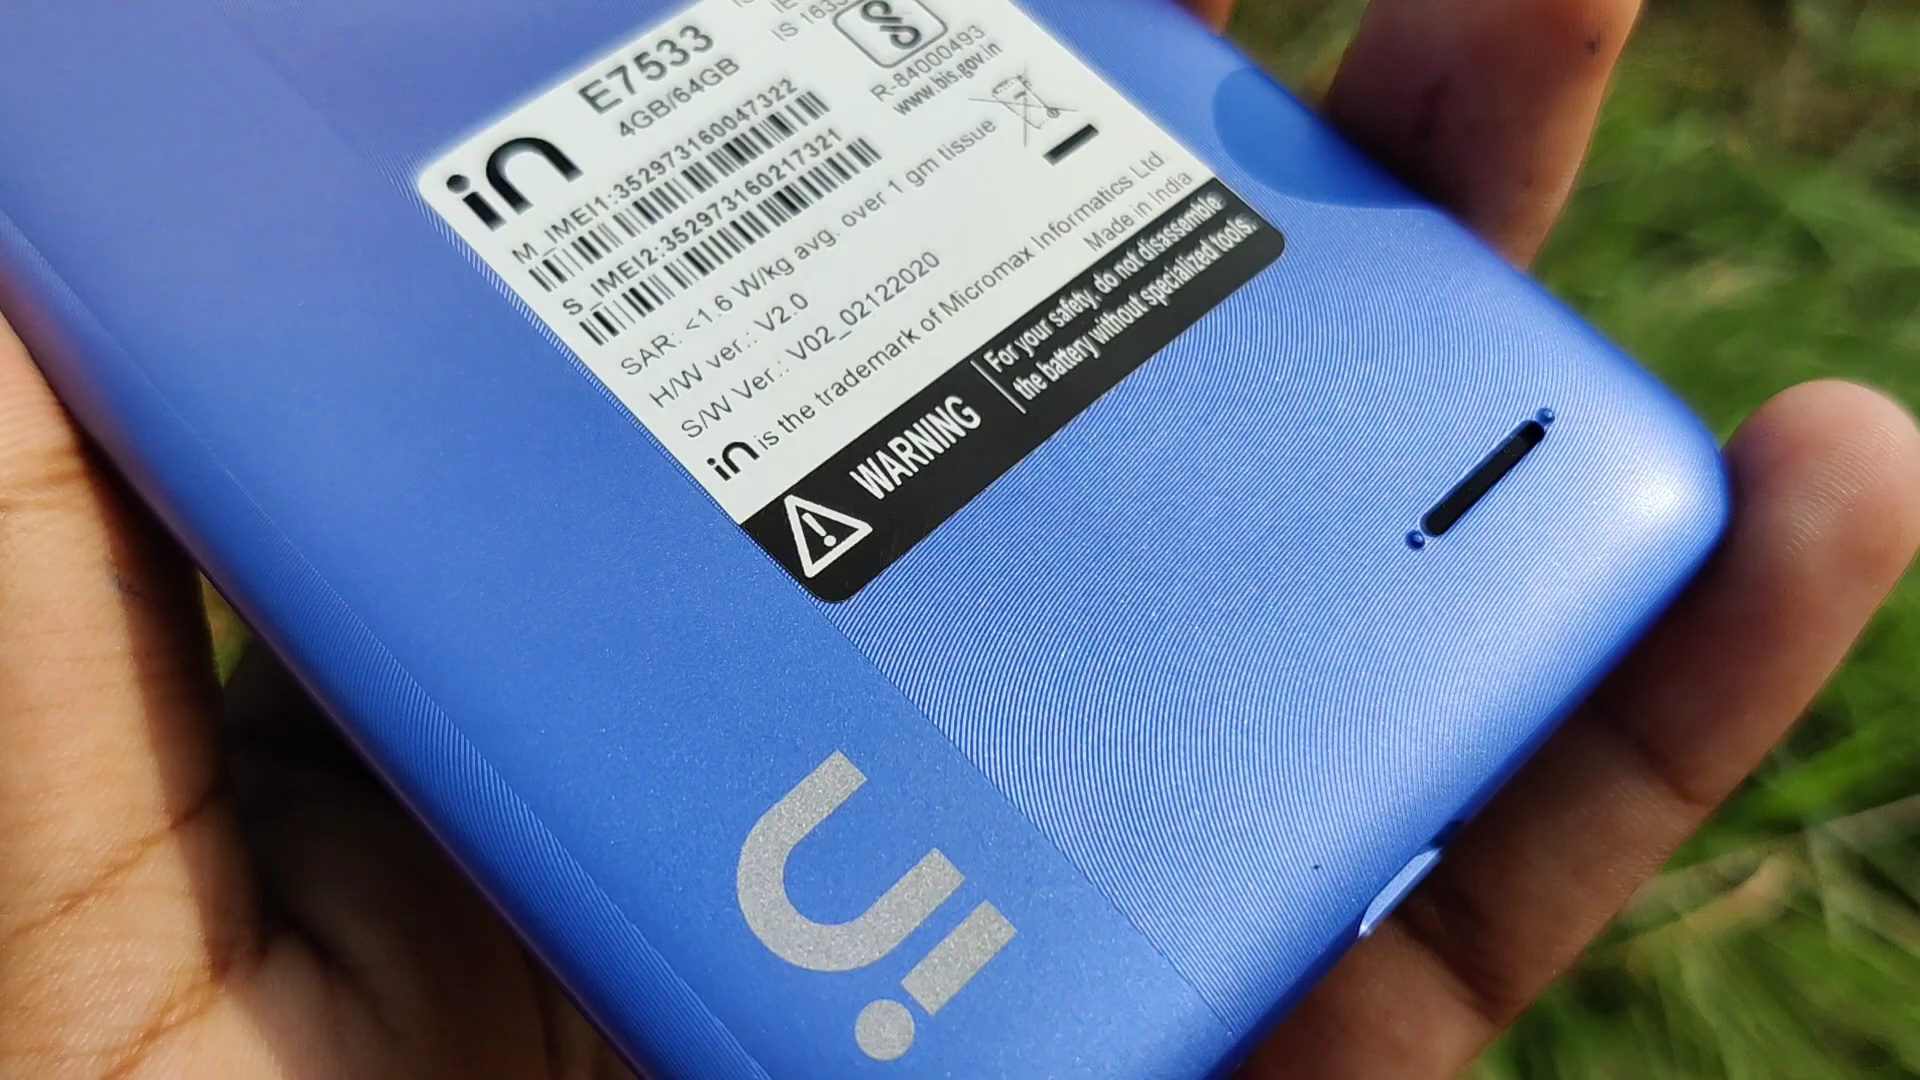 E7533
4GB/64GB
R-84000493
www.bis.gov.in
in
M_IMEI1:352973160047322
S_IMEI2:352973160217321
SAR: <1.6 W/kg avg. over 1 gm tissue
H/W ver.: V2.0
S/W Ver.: V02_02122020
in is the trademark of Micromax Informatics Ltd.
Made in India
WARNING
For your safety, do not disassemble
the battery without specialized tools.
in